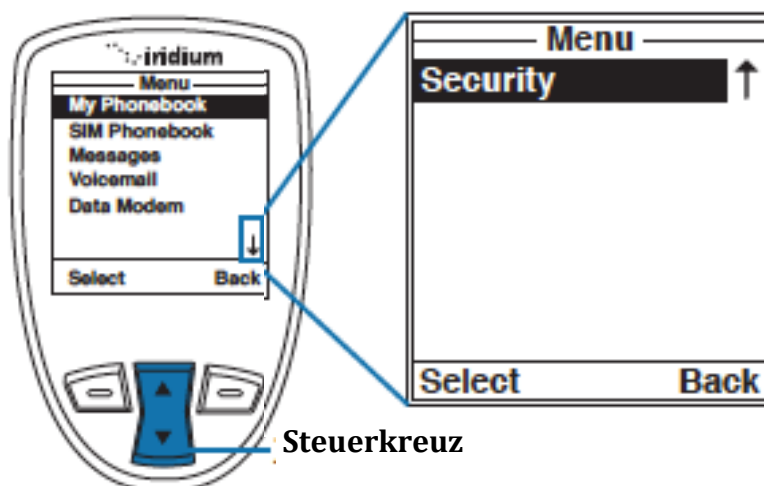 iridium
Menu
My Phonebook
SIM Phonebook
Messages
Voicemail
Data Modem
↓
Select Back
Menu
Security ↑
Select Back
Steuerkreuz